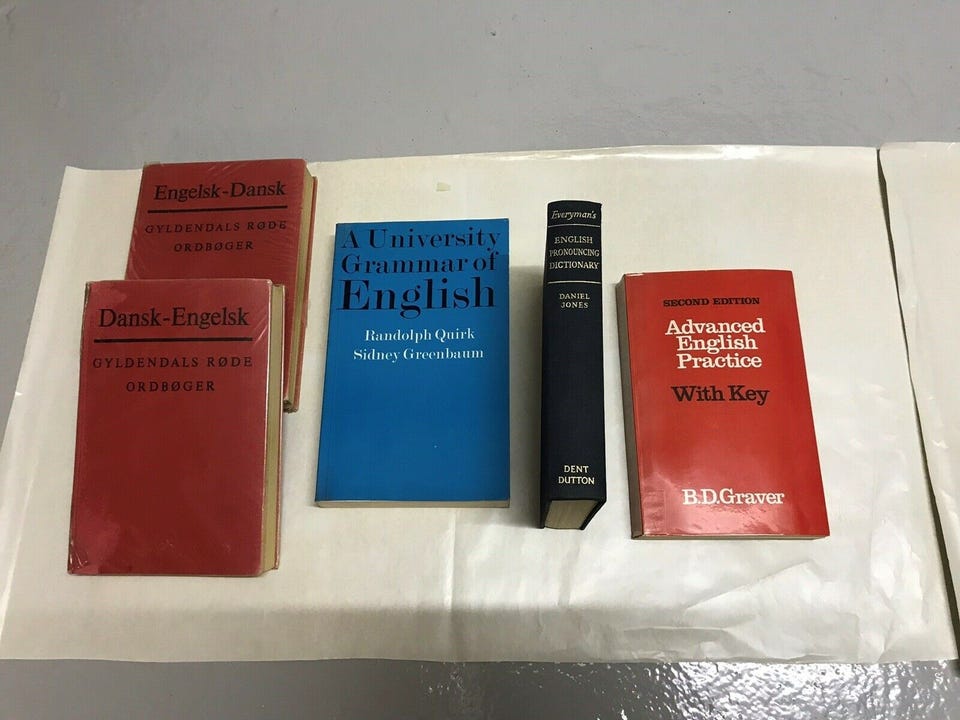 Engelsk-Dansk
GYLDENDALS RØDE
ORDBØGER
Dansk-Engelsk
GYLDENDALS RØDE
ORDBØGER
A University
Grammar of
English
Randolph Quirk
Sidney Greenbaum
Everyman's
ENGLISH
PRONOUNCING
DICTIONARY
DANIEL
JONES
DENT
DUTTON
SECOND EDITION
Advanced
English
Practice
With Key
B.D.Graver